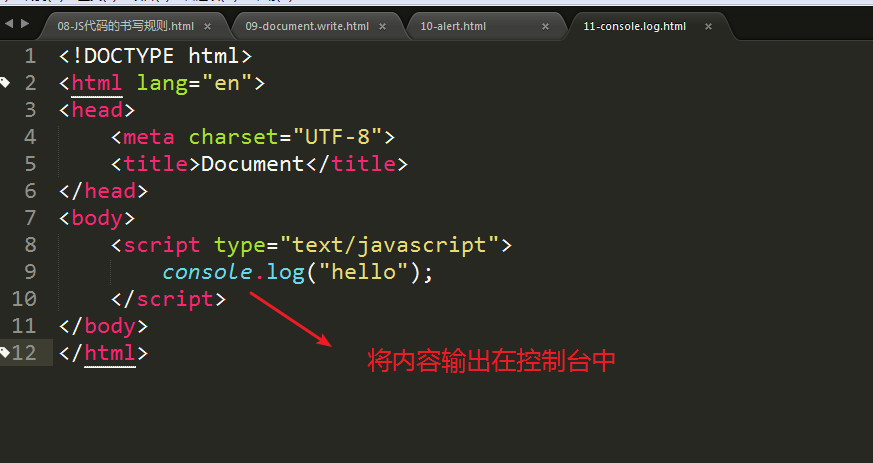 08-JS代码的书写规则.html × 09-document.write.html × 10-alert.html × 11-console.log.html ×
1 <!DOCTYPE html>
2 <html lang="en">
3 <head>
4 <meta charset="UTF-8">
5 <title>Document</title>
6 </head>
7 <body>
8 <script type="text/javascript">
9 console.log("hello");
10 </script>
11 </body>
12 </html>
将内容输出在控制台中